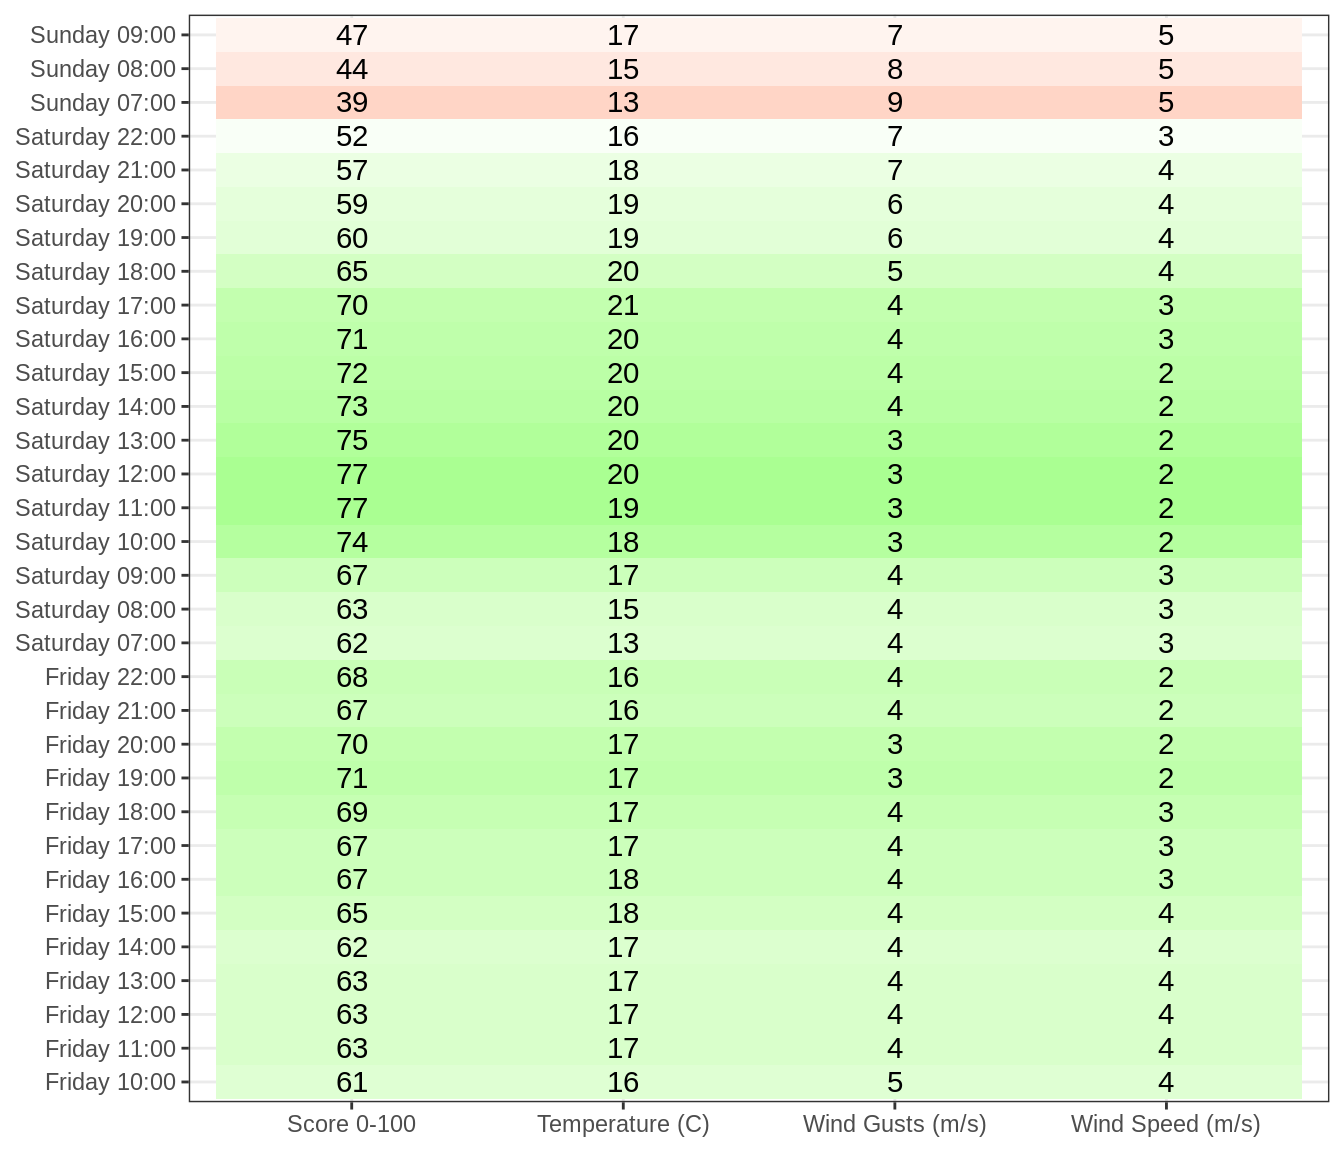 Sunday 09:00 47 17 7 5
Sunday 08:00 44 15 8 5
Sunday 07:00 39 13 9 5
Saturday 22:00 52 16 7 3
Saturday 21:00 57 18 7 4
Saturday 20:00 59 19 6 4
Saturday 19:00 60 19 6 4
Saturday 18:00 65 20 5 4
Saturday 17:00 70 21 4 3
Saturday 16:00 71 20 4 3
Saturday 15:00 72 20 4 2
Saturday 14:00 73 20 4 2
Saturday 13:00 75 20 3 2
Saturday 12:00 77 20 3 2
Saturday 11:00 77 19 3 2
Saturday 10:00 74 18 3 2
Saturday 09:00 67 17 4 3
Saturday 08:00 63 15 4 3
Saturday 07:00 62 13 4 3
Friday 22:00 68 16 4 2
Friday 21:00 67 16 4 2
Friday 20:00 70 17 3 2
Friday 19:00 71 17 3 2
Friday 18:00 69 17 4 3
Friday 17:00 67 17 4 3
Friday 16:00 67 18 4 3
Friday 15:00 65 18 4 4
Friday 14:00 62 17 4 4
Friday 13:00 63 17 4 4
Friday 12:00 63 17 4 4
Friday 11:00 63 17 4 4
Friday 10:00 61 16 5 4
Score 0-100 Temperature (C) Wind Gusts (m/s) Wind Speed (m/s)